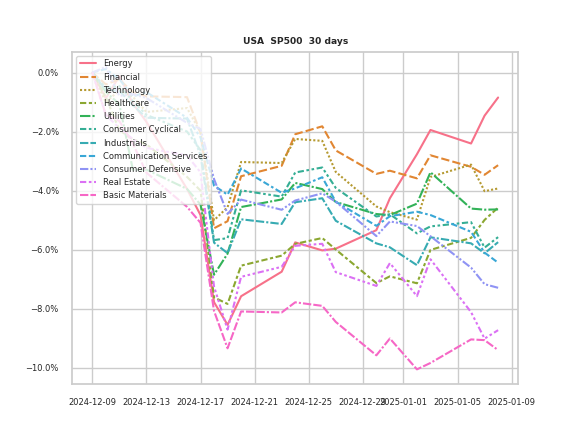 USA SP500 30 days
Energy
Financial
Technology
Healthcare
Utilities
Consumer Cyclical
Industrials
Communication Services
Consumer Defensive
Real Estate
Basic Materials
0.0%
−2.0%
−4.0%
−6.0%
−8.0%
−10.0%
2024-12-09 2024-12-13 2024-12-17 2024-12-21 2024-12-25 2024-12-29 2025-01-01 2025-01-05 2025-01-09